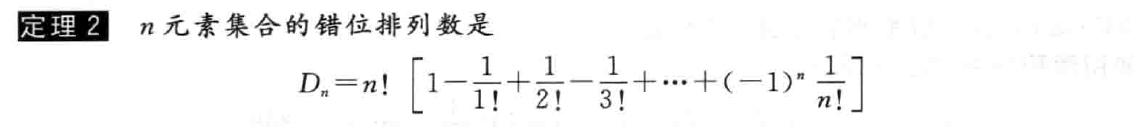 定理 2 n 元素集合的错位排列数是
D_n = n! [1 - 1/1! + 1/2! - 1/3! + ⋯ + (-1)^n 1/n!]